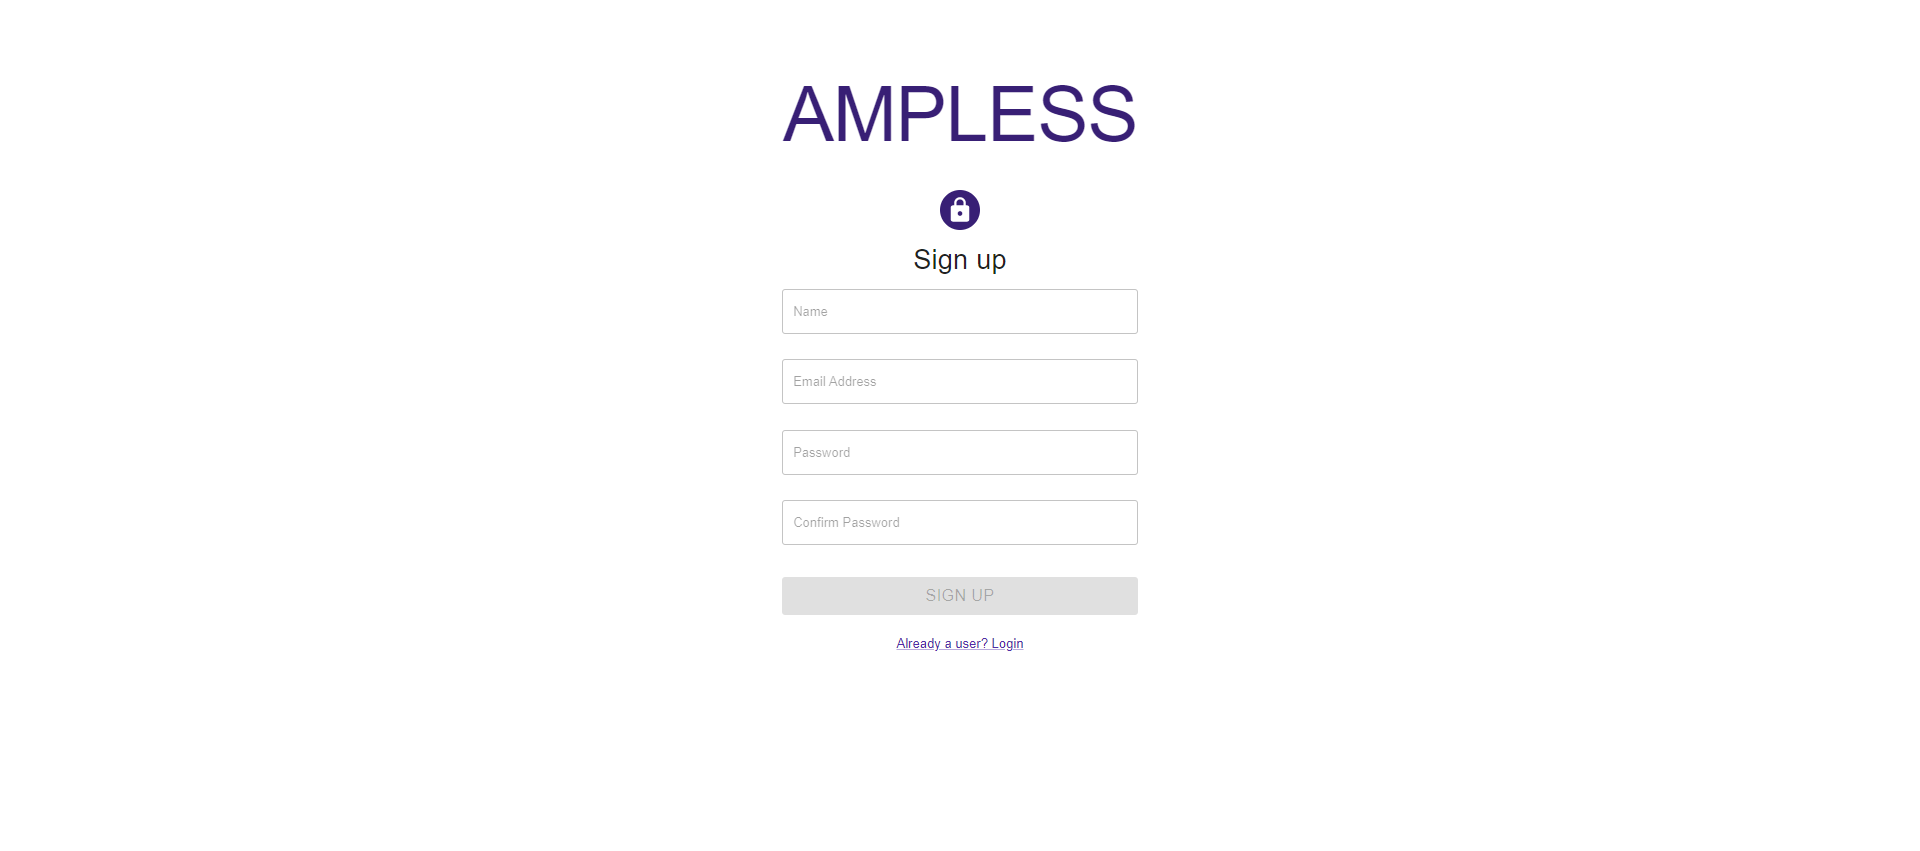 AMPLESS
Sign up
Name
Email Address
Password
Confirm Password
SIGN UP
Already a user? Login